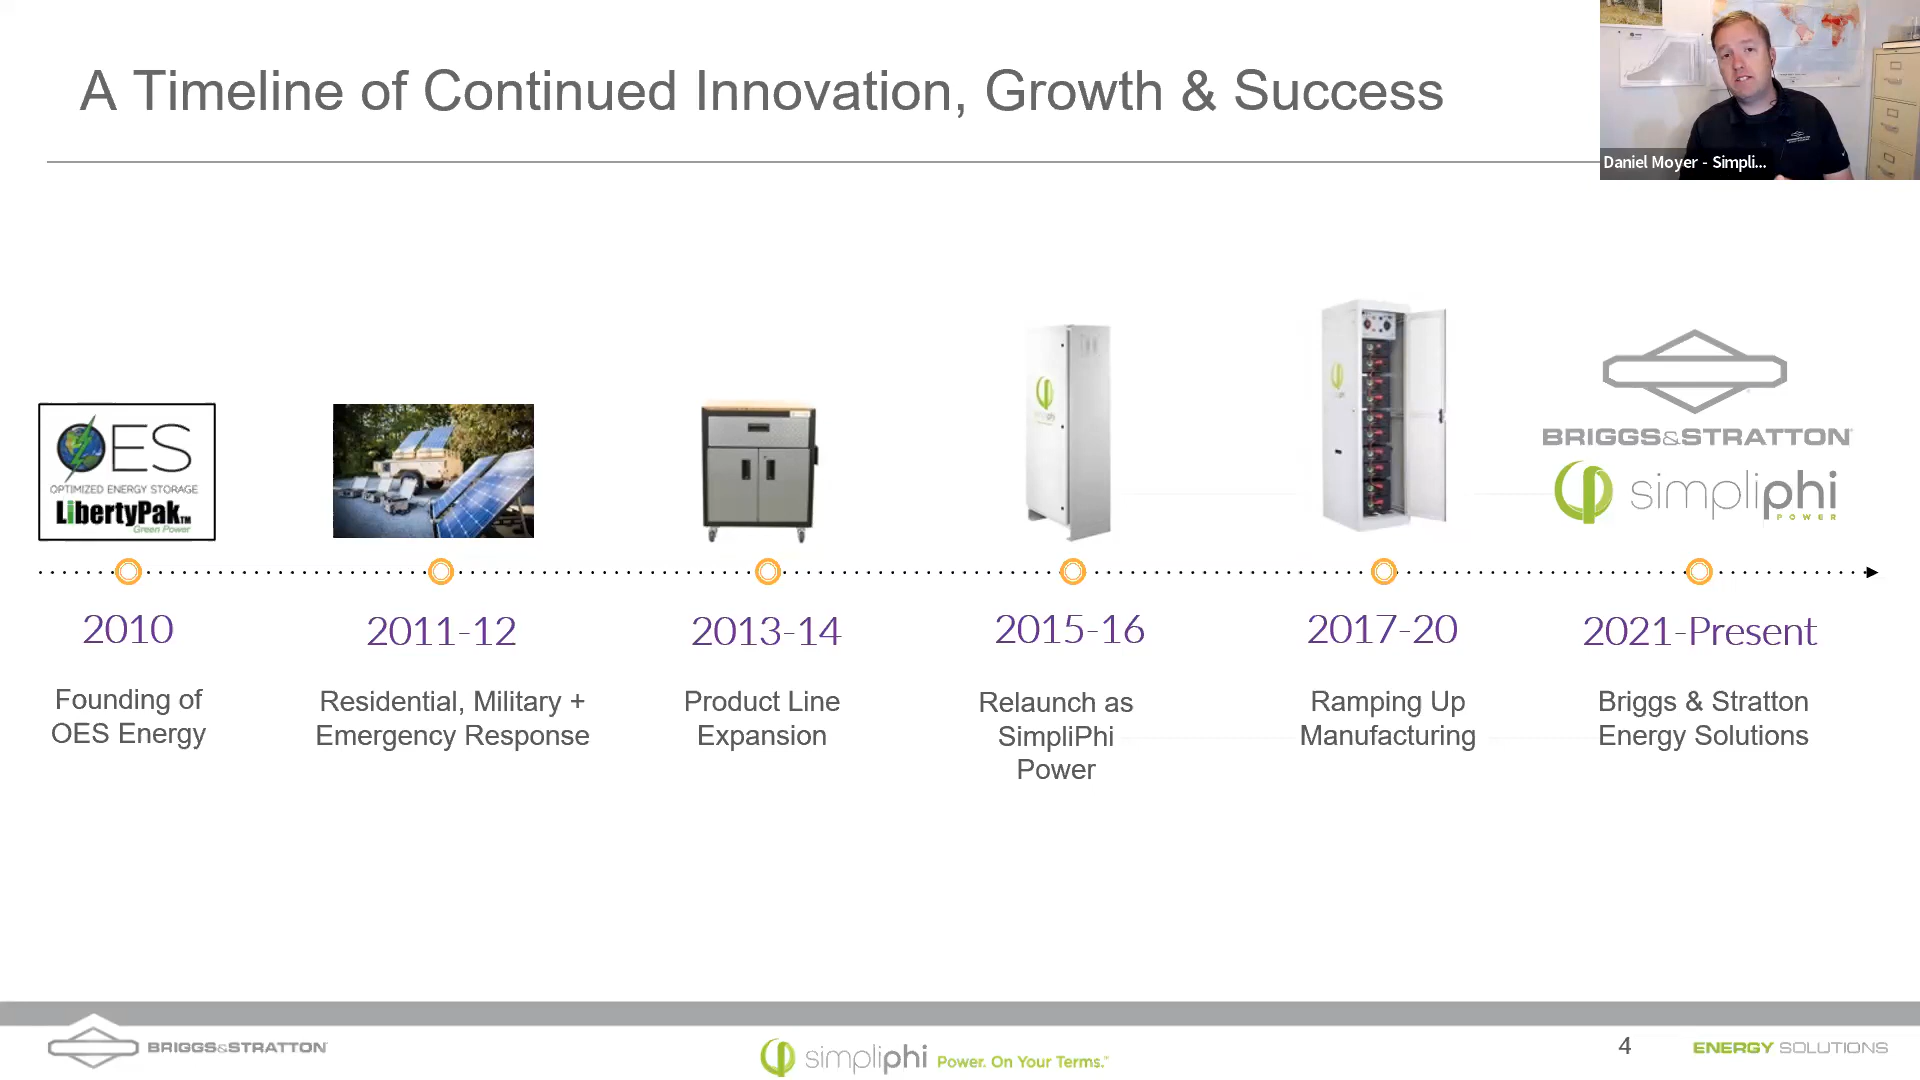 A Timeline of Continued Innovation, Growth & Success
Daniel Moyer - Simpli...
OES
OPTIMIZED ENERGY STORAGE
LibertyPak™
Green Power
simpliphi
BRIGGS&STRATTON
simpliphi
POWER
2010
2011-12
2013-14
2015-16
2017-20
2021-Present
Founding of
OES Energy
Residential, Military +
Emergency Response
Product Line
Expansion
Relaunch as
SimpliPhi
Power
Ramping Up
Manufacturing
Briggs & Stratton
Energy Solutions
BRIGGS&STRATTON
simpliphi Power. On Your Terms.™
4
ENERGY SOLUTIONS